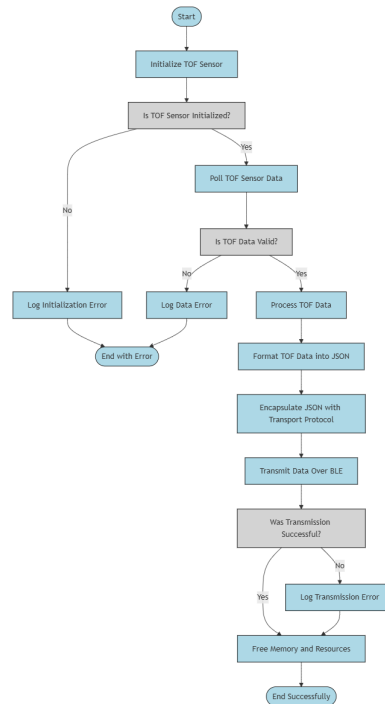 Start
Initialize TOF Sensor
Is TOF Sensor Initialized?
Yes
Poll TOF Sensor Data
No
Is TOF Data Valid?
No
Yes
Log Initialization Error
Log Data Error
Process TOF Data
End with Error
Format TOF Data into JSON
Encapsulate JSON with
Transport Protocol
Transmit Data Over BLE
Was Transmission
Successful?
No
Yes
Log Transmission Error
Free Memory and Resources
End Successfully